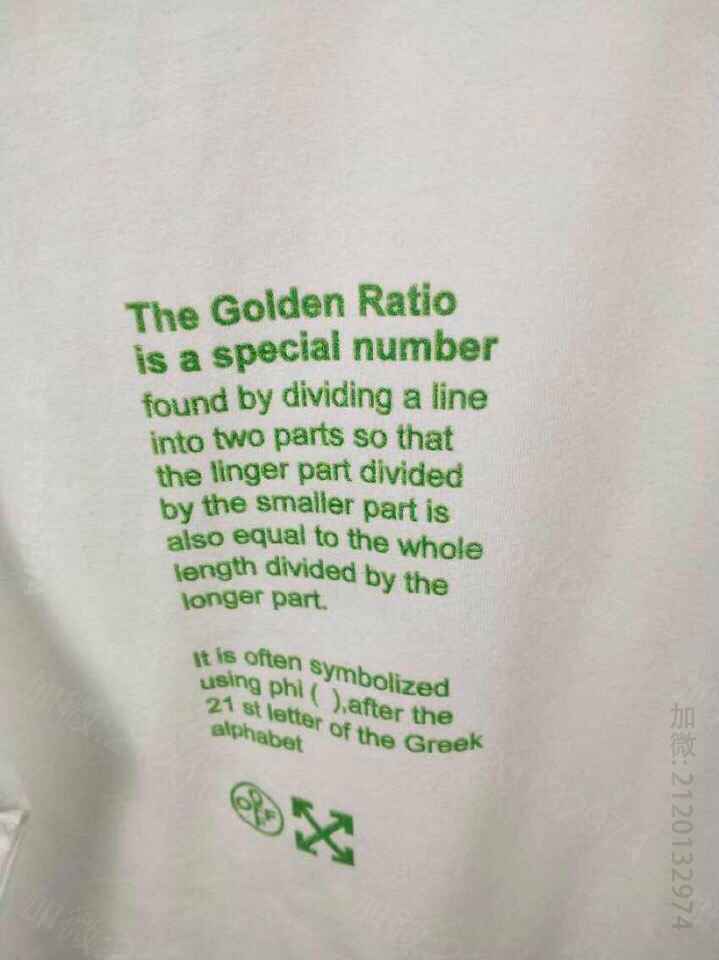 The Golden Ratio
is a special number
found by dividing a line
into two parts so that
the linger part divided
by the smaller part is
also equal to the whole
length divided by the
longer part.
It is often symbolized
using phi ( ),after the
21 st letter of the Greek
alphabet
OFF
加微: 2120132974